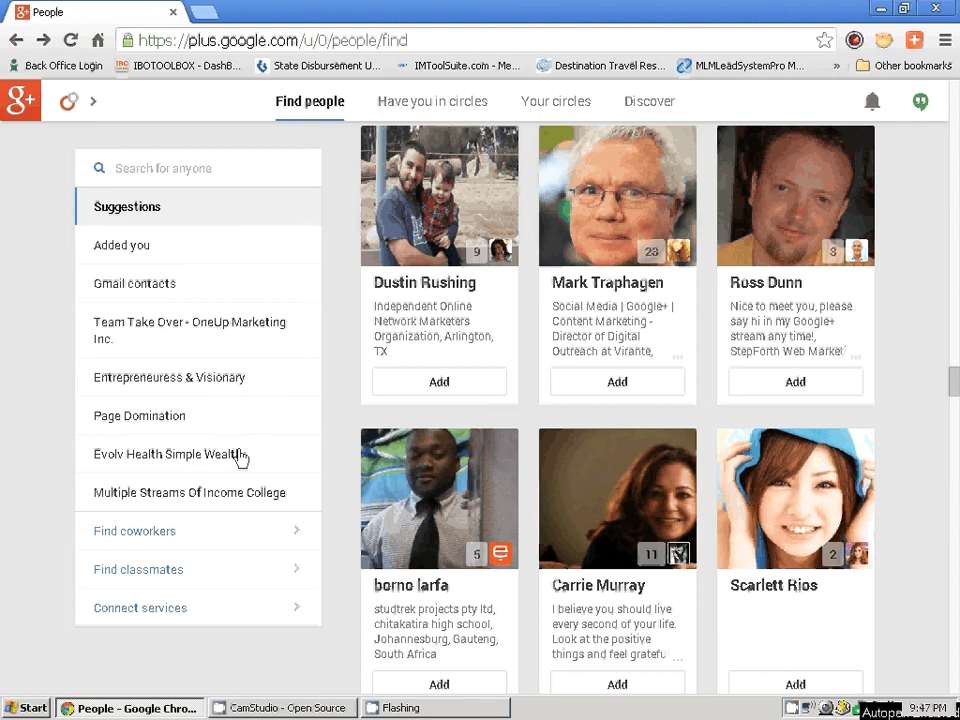 People
https://plus.google.com/u/0/people/find
Back Office Login
IBOTOOLBOX - DashB...
State Disbursement U...
IMToolSuite.com - Me...
Destination Travel Res...
MLMLeadSystemPro M...
»
Other bookmarks
g+
Find people
Have you in circles
Your circles
Discover
Search for anyone
Suggestions
Added you
Gmail contacts
Team Take Over - OneUp Marketing
Inc.
Entrepreneuress & Visionary
Page Domination
Evolv Health Simple Wealth
Multiple Streams Of Income College
Find coworkers
Find classmates
Connect services
9
Dustin Rushing
Independent Online
Network Marketers
Organization, Arlington,
TX
Add
23
Mark Traphagen
Social Media | Google+ |
Content Marketing -
Director of Digital
Outreach at Virante,
...
Add
3
Ross Dunn
Nice to meet you, please
say hi in my Google+
stream any time!,
StepForth Web Market
...
Add
5
borno larfa
studtrek projects pty ltd,
chitakatira high school,
Johannesburg, Gauteng,
South Africa
Add
11
Carrie Murray
I believe you should live
every second of your life.
Look at the positive
things and feel gratefu
...
Add
2
Scarlett Rios
Add
Start
People - Google Chro...
CamStudio - Open Source
Flashing
9:47 PM